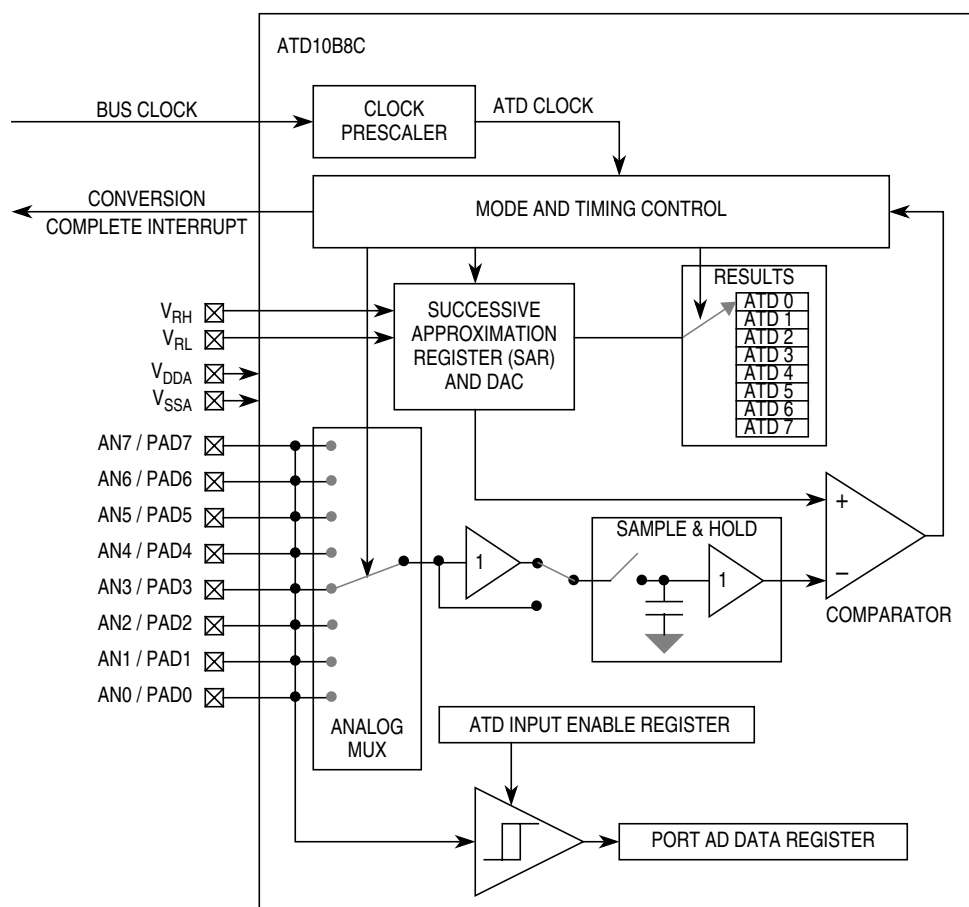 ATD10B8C
BUS CLOCK
CLOCK
PRESCALER
ATD CLOCK
CONVERSION
COMPLETE INTERRUPT
MODE AND TIMING CONTROL
VRH
VRL
VDDA
VSSA
SUCCESSIVE
APPROXIMATION
REGISTER (SAR)
AND DAC
RESULTS
ATD 0
ATD 1
ATD 2
ATD 3
ATD 4
ATD 5
ATD 6
ATD 7
AN7 / PAD7
AN6 / PAD6
AN5 / PAD5
AN4 / PAD4
AN3 / PAD3
AN2 / PAD2
AN1 / PAD1
AN0 / PAD0
ANALOG
MUX
1
SAMPLE & HOLD
1
+
−
COMPARATOR
ATD INPUT ENABLE REGISTER
PORT AD DATA REGISTER